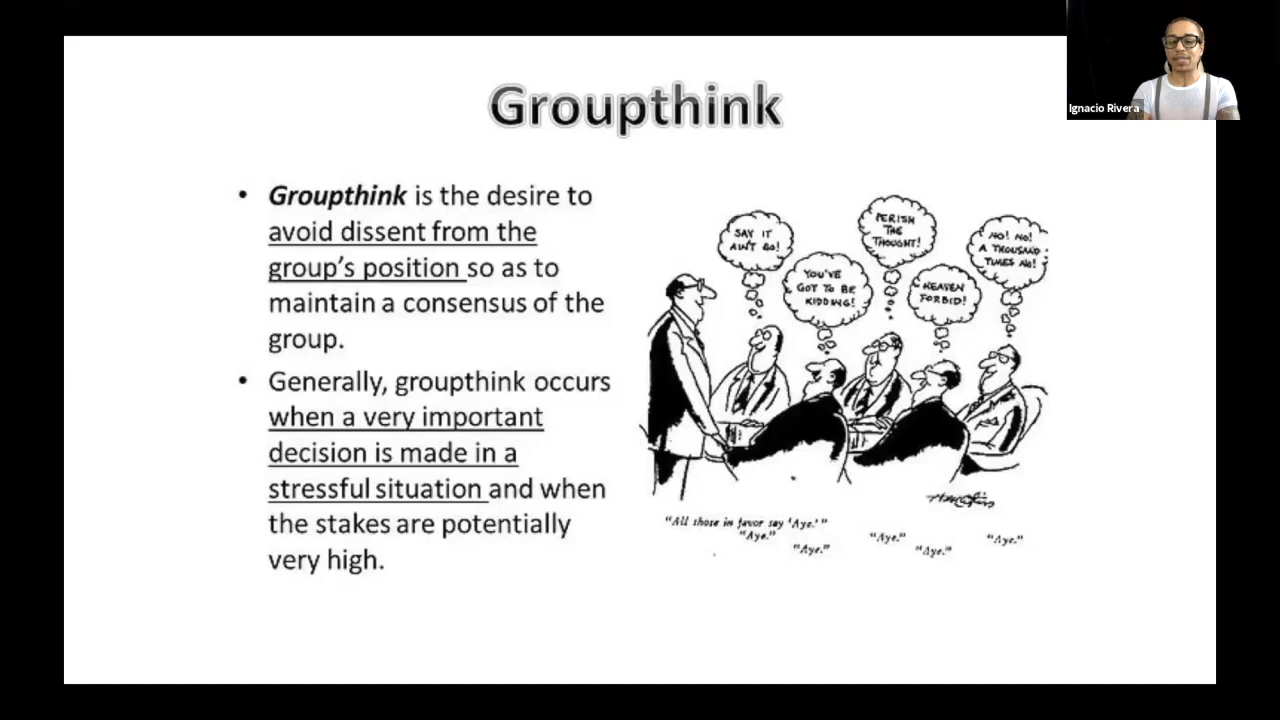 Groupthink
Ignacio Rivera
• Groupthink is the desire to
avoid dissent from the
group's position so as to
maintain a consensus of the
group.
• Generally, groupthink occurs
when a very important
decision is made in a
stressful situation and when
the stakes are potentially
very high.
SAY IT
AIN'T SO!
YOU'VE
GOT TO BE
KIDDING!
PERISH
THE
THOUGHT!
HEAVEN
FORBID!
NO! NO!
A THOUSAND
TIMES NO!
"All those in favor say 'Aye.'"
"Aye."
"Aye."
"Aye."
"Aye."
"Aye."